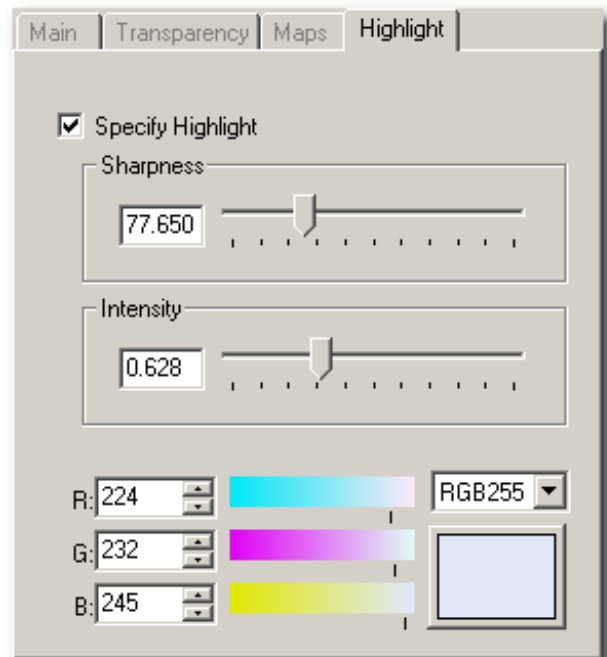 Main Transparency Maps Highlight
Specify Highlight
Sharpness
77.650
Intensity
0.628
R: 224 RGB255
G: 232
B: 245